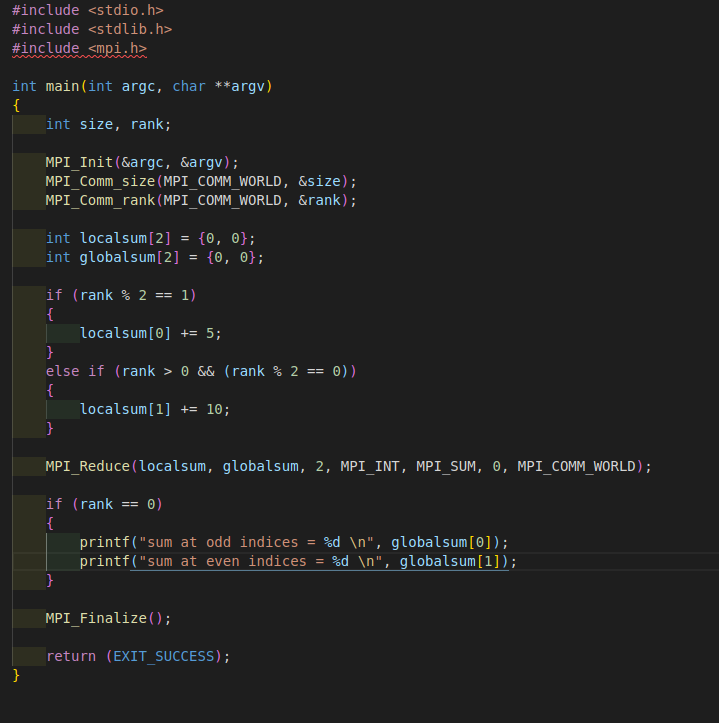 #include <stdio.h>
#include <stdlib.h>
#include <mpi.h>

int main(int argc, char **argv)
{
    int size, rank;

    MPI_Init(&argc, &argv);
    MPI_Comm_size(MPI_COMM_WORLD, &size);
    MPI_Comm_rank(MPI_COMM_WORLD, &rank);

    int localsum[2] = {0, 0};
    int globalsum[2] = {0, 0};

    if (rank % 2 == 1)
    {
        localsum[0] += 5;
    }
    else if (rank > 0 && (rank % 2 == 0))
    {
        localsum[1] += 10;
    }

    MPI_Reduce(localsum, globalsum, 2, MPI_INT, MPI_SUM, 0, MPI_COMM_WORLD);

    if (rank == 0)
    {
        printf("sum at odd indices = %d \n", globalsum[0]);
        printf("sum at even indices = %d \n", globalsum[1]);
    }

    MPI_Finalize();

    return (EXIT_SUCCESS);
}